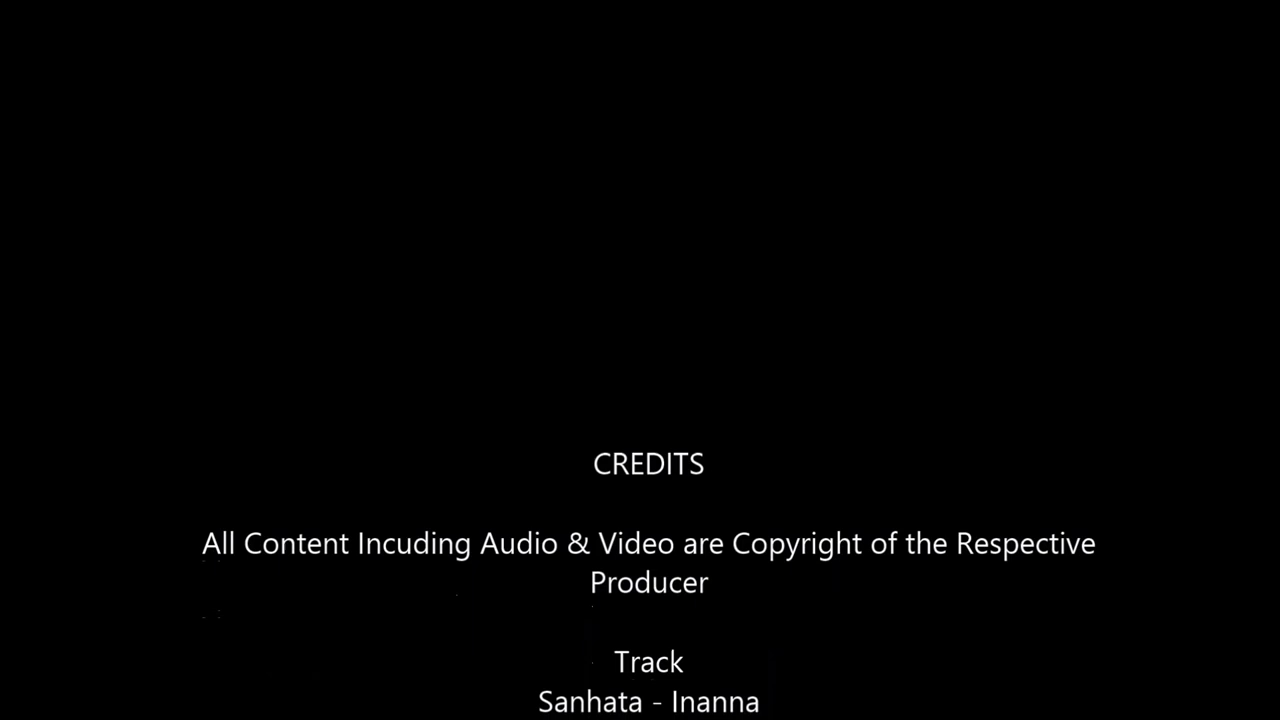 CREDITS
All Content Incuding Audio & Video are Copyright of the Respective
Producer
Track
Sanhata - Inanna